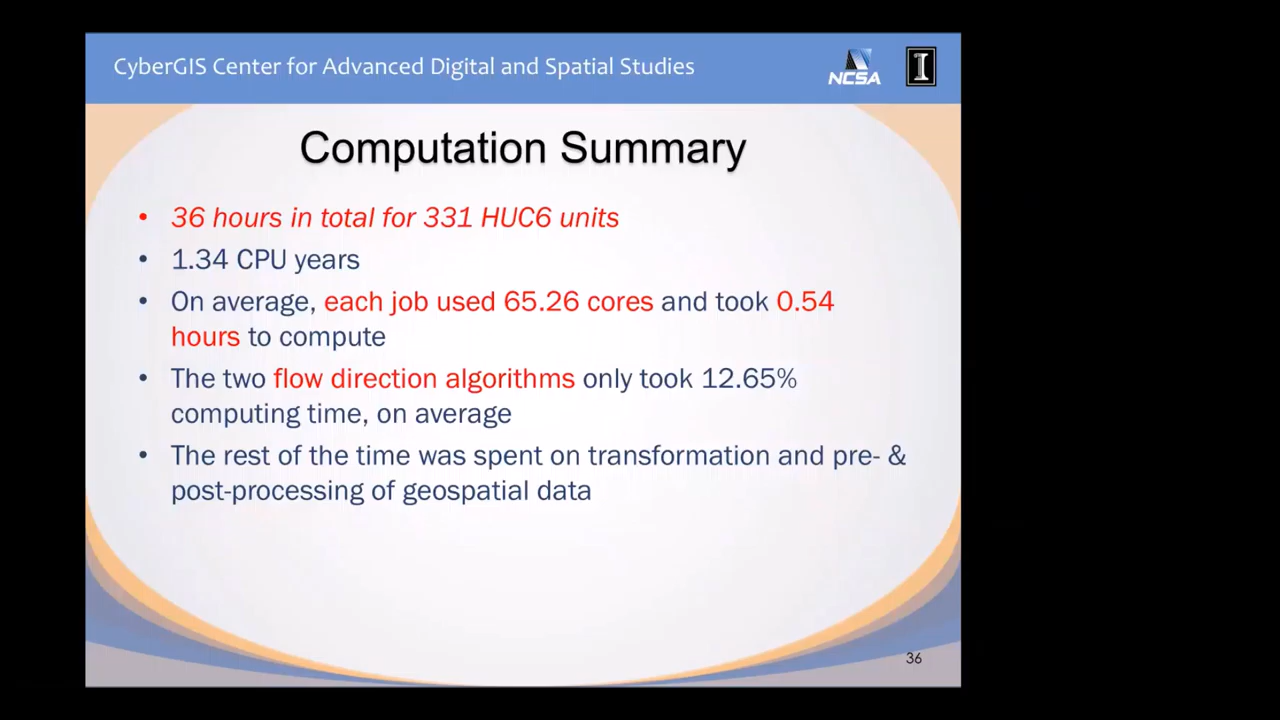 CyberGIS Center for Advanced Digital and Spatial Studies
NCSA
I
Computation Summary
• 36 hours in total for 331 HUC6 units
• 1.34 CPU years
• On average, each job used 65.26 cores and took 0.54
hours to compute
• The two flow direction algorithms only took 12.65%
computing time, on average
• The rest of the time was spent on transformation and pre- &
post-processing of geospatial data
36